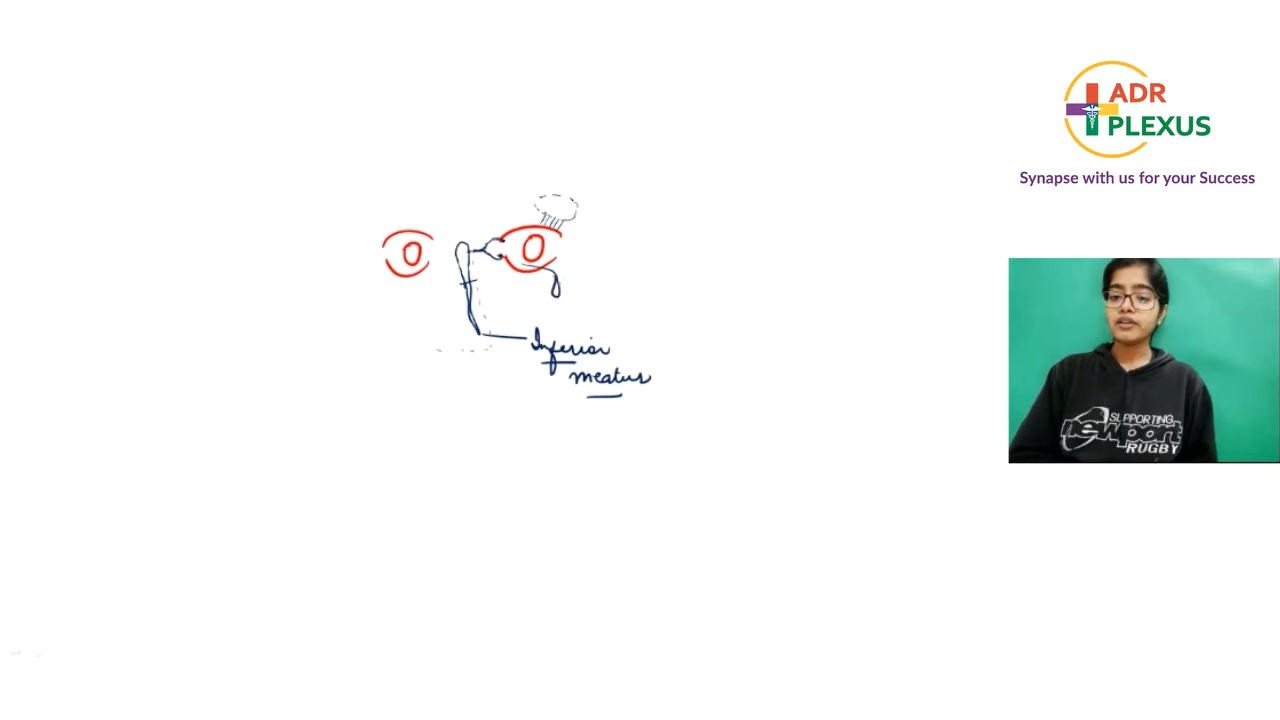 ADR
PLEXUS
Synapse with us for your Success
Inferior
meatus
SUPPORTING
newport
RUGBY